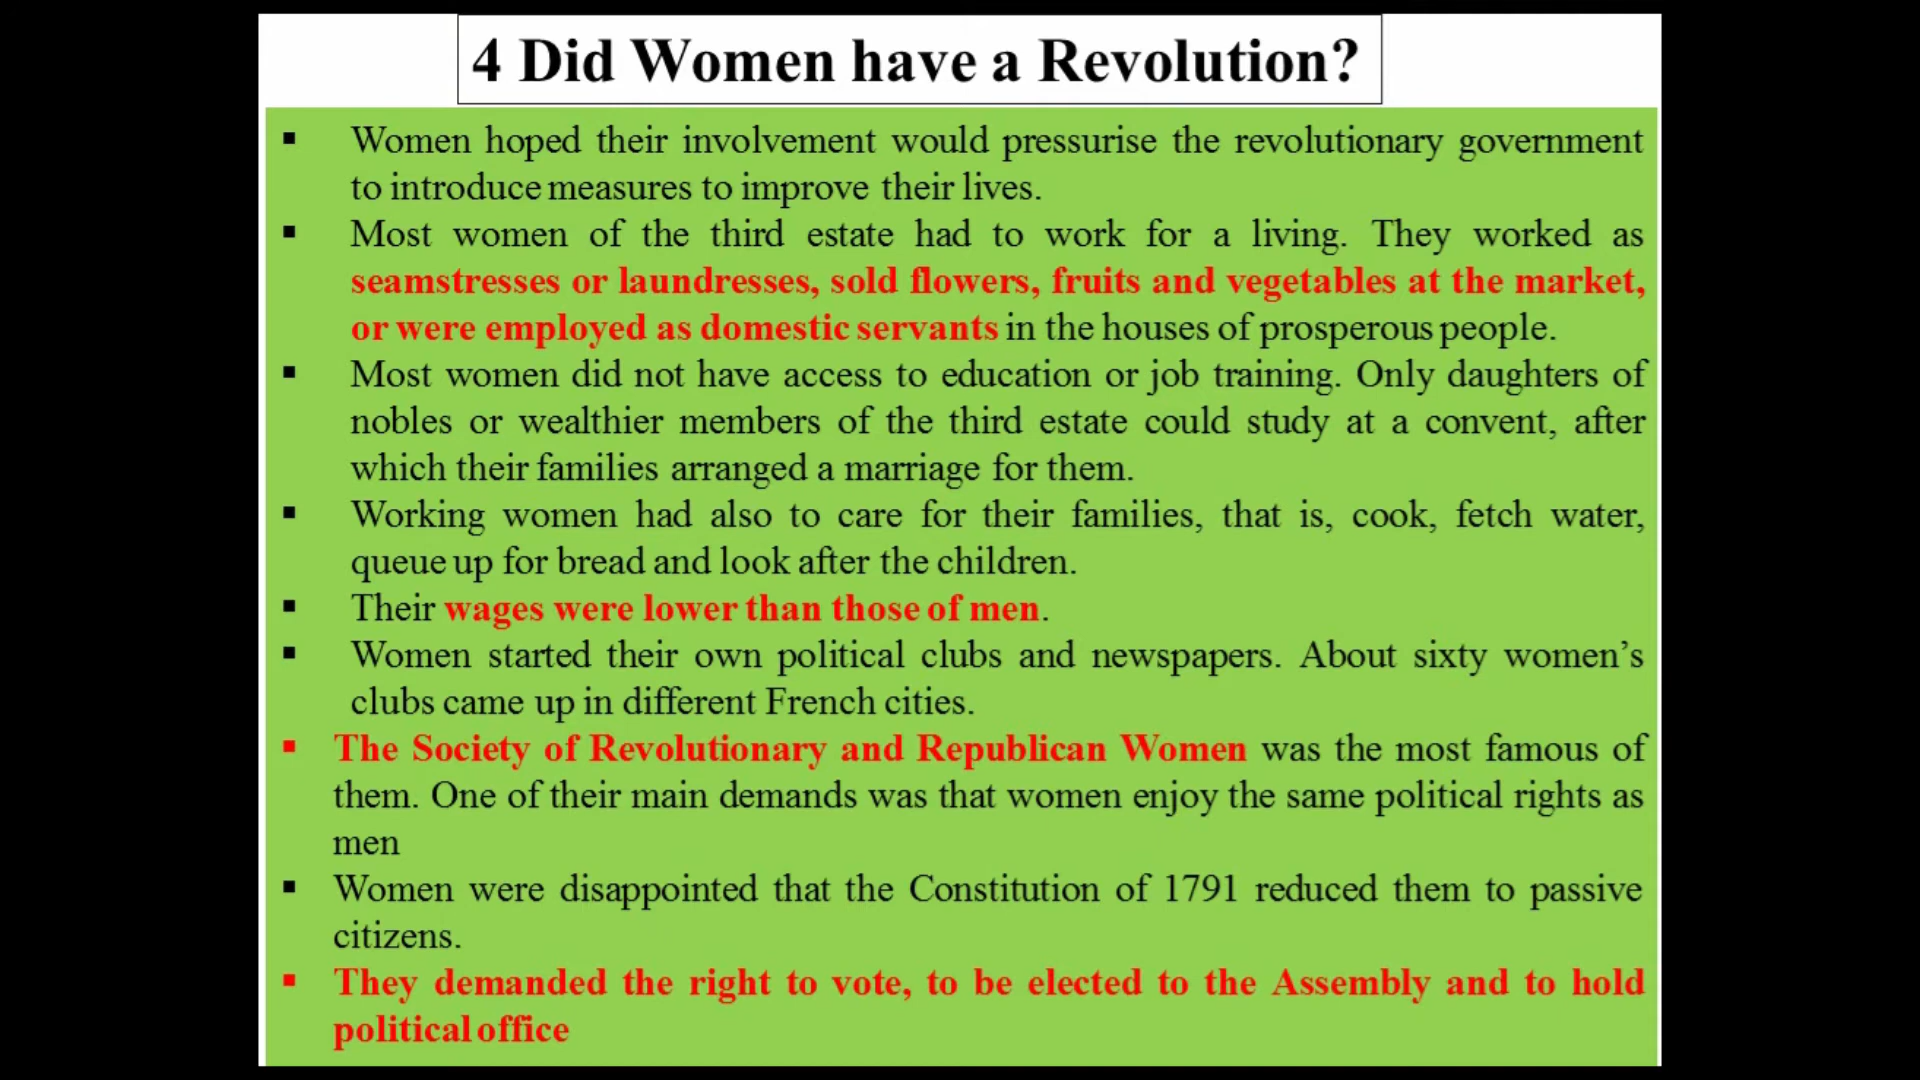 4 Did Women have a Revolution?
▪ Women hoped their involvement would pressurise the revolutionary government
to introduce measures to improve their lives.
▪ Most women of the third estate had to work for a living. They worked as
seamstresses or laundresses, sold flowers, fruits and vegetables at the market,
or were employed as domestic servants in the houses of prosperous people.
▪ Most women did not have access to education or job training. Only daughters of
nobles or wealthier members of the third estate could study at a convent, after
which their families arranged a marriage for them.
▪ Working women had also to care for their families, that is, cook, fetch water,
queue up for bread and look after the children.
▪ Their wages were lower than those of men.
▪ Women started their own political clubs and newspapers. About sixty women’s
clubs came up in different French cities.
▪ The Society of Revolutionary and Republican Women was the most famous of
them. One of their main demands was that women enjoy the same political rights as
men
▪ Women were disappointed that the Constitution of 1791 reduced them to passive
citizens.
▪ They demanded the right to vote, to be elected to the Assembly and to hold
political office